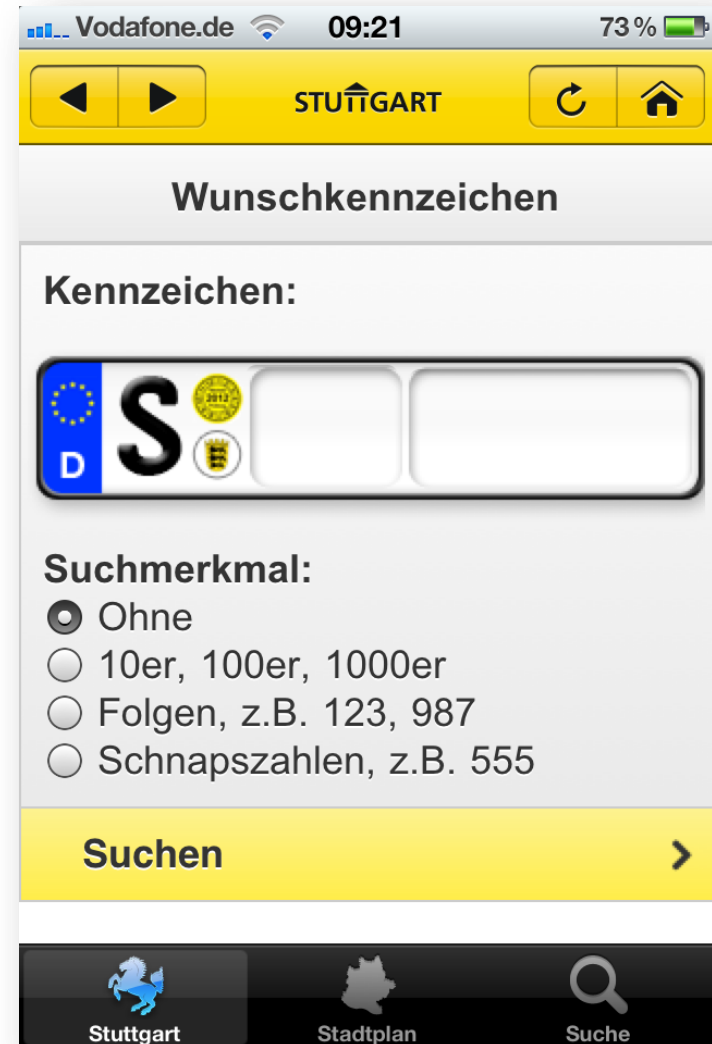 Vodafone.de 09:21 73 %
STUTTGART
Wunschkennzeichen
Kennzeichen:
D S 2012
Suchmerkmal:
Ohne
10er, 100er, 1000er
Folgen, z.B. 123, 987
Schnapszahlen, z.B. 555
Suchen
Stuttgart Stadtplan Suche